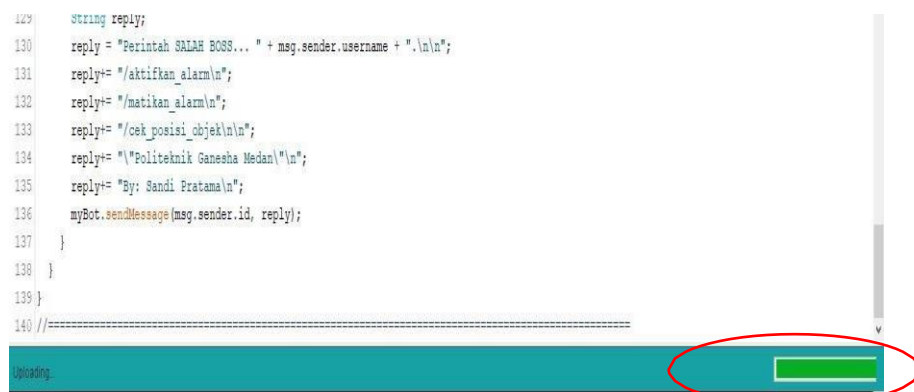 129 String reply;
130 reply = "Perintah SALAH BOSS... " + msg.sender.username + ".\n\n";
131 reply+= "/aktifkan_alarm\n";
132 reply+= "/matikan_alarm\n";
133 reply+= "/cek_posisi_objek\n\n";
134 reply+= "\"Politeknik Ganesha Medan\"\n";
135 reply+= "By: Sandi Pratama\n";
136 myBot.sendMessage(msg.sender.id, reply);
137 }
138 }
139 }
140 //==============================================================================================
Uploading...